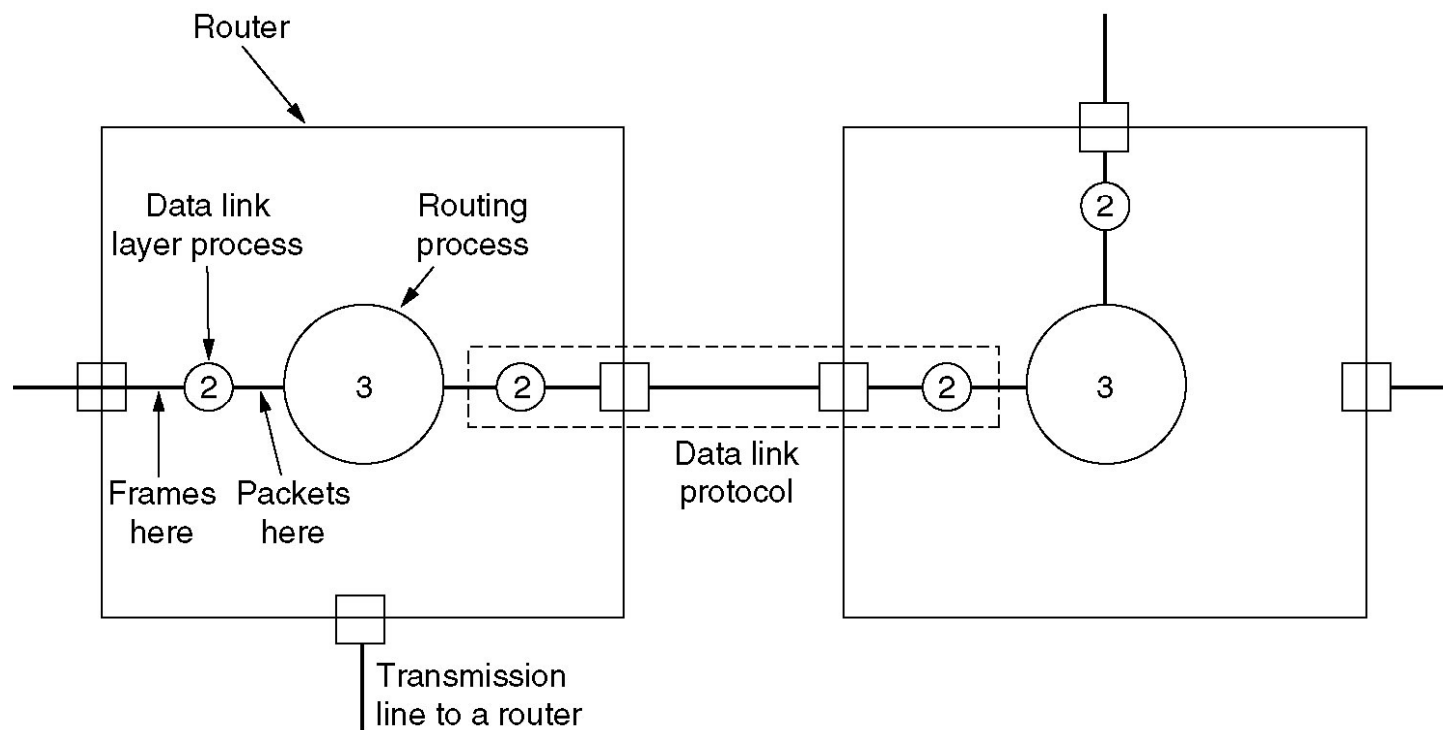 Router
Data link
layer process
Routing
process
2
2
3
2
2
3
Data link
protocol
Frames
here
Packets
here
Transmission
line to a router